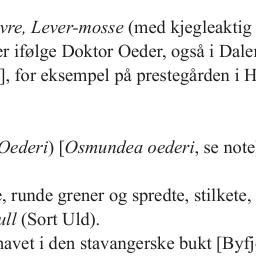 vre, Lever-mosse (med kjegleaktig
er ifølge Doktor Oeder, også i Daler
], for eksempel på prestegården i H
Oederi) [Osmundea oederi, se note
, runde grener og spredte, stilkete,
ull (Sort Uld).
havet i den stavangerske bukt [Byfj